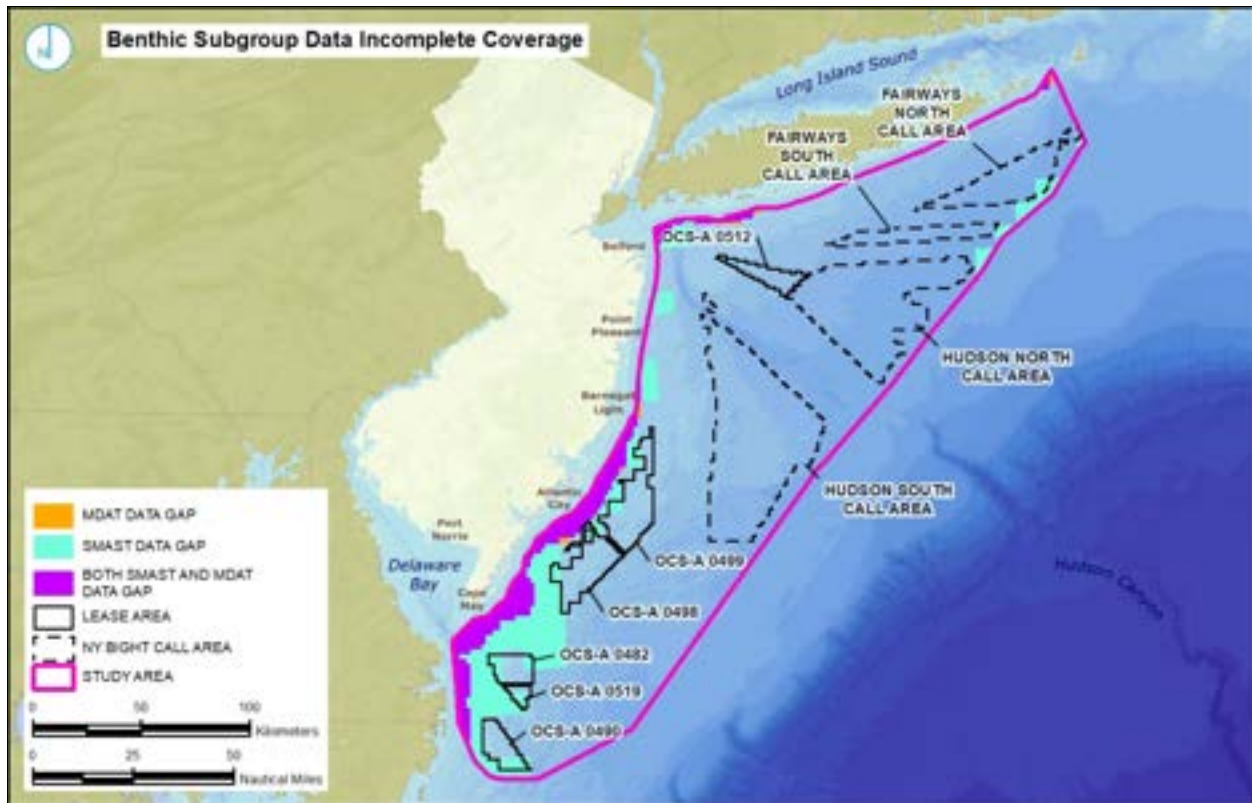 Benthic Subgroup Data Incomplete Coverage
Long Island Sound
FAIRWAYS
NORTH
CALL AREA
FAIRWAYS
SOUTH
CALL AREA
OCS-A 0512
Belford
Point
Pleasant
HUDSON NORTH
CALL AREA
Barnegat
Light
HUDSON SOUTH
CALL AREA
Atlantic
City
Port
Norris
OCS-A 0499
Delaware
Bay
Cape
May
OCS-A 0498
Hudson Canyon
OCS-A 0482
OCS-A 0519
OCS-A 0490
MDAT DATA GAP
SMAST DATA GAP
BOTH SMAST AND MDAT
DATA GAP
LEASE AREA
NY BIGHT CALL AREA
STUDY AREA
0 50 100
Kilometers
0 25 50
Nautical Miles